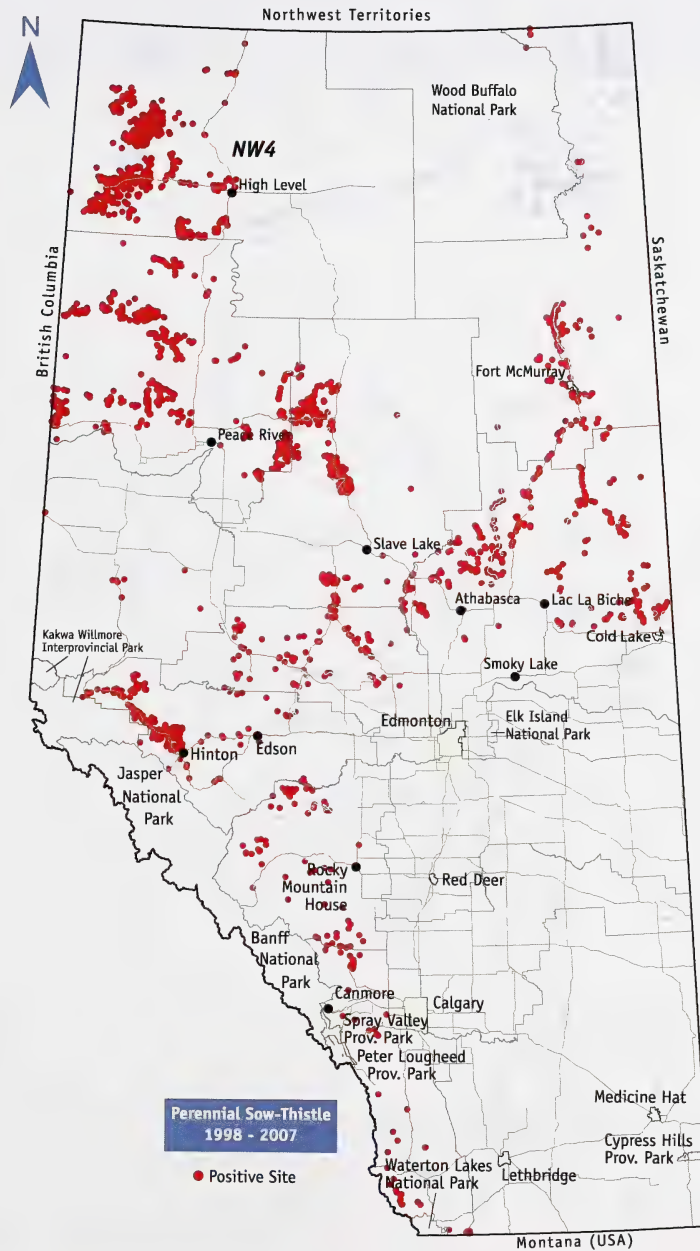 Northwest Territories
N
Wood Buffalo
National Park
NW4
High Level
British Columbia
Saskatchewan
Fort McMurray
Peace River
Slave Lake
Athabasca
Lac La Biche
Cold Lake
Kakwa Willmore
Interprovincial Park
Smoky Lake
Edmonton
Elk Island
National Park
Hinton
Edson
Jasper
National
Park
Rocky
Mountain
House
Red Deer
Banff
National
Park
Canmore
Calgary
Spray Valley
Prov. Park
Peter Lougheed
Prov. Park
Perennial Sow-Thistle
1998 - 2007
Positive Site
Medicine Hat
Cypress Hills
Prov. Park
Waterton Lakes
National Park
Lethbridge
Montana (USA)